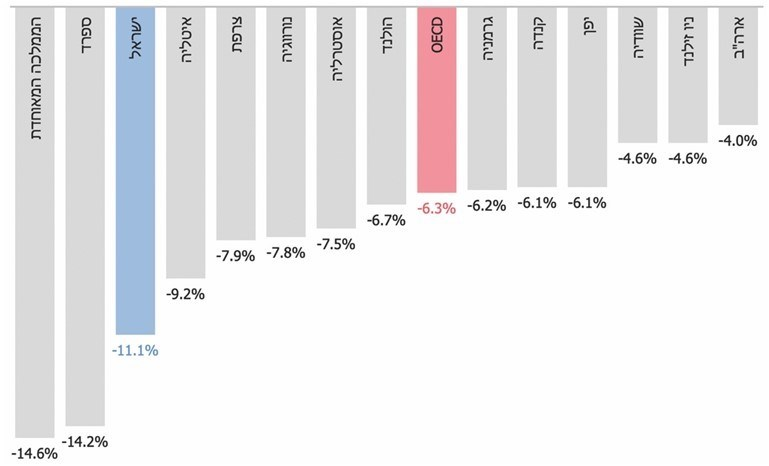 הממלכה המאוחדת
ספרד
ישראל
איטליה
צרפת
נורווגיה
אוסטרליה
הולנד
OECD
גרמניה
קנדה
יפן
שוודיה
ניו זילנד
ארה"ב
-14.6%
-14.2%
-11.1%
-9.2%
-7.9%
-7.8%
-7.5%
-6.7%
-6.3%
-6.2%
-6.1%
-6.1%
-4.6%
-4.6%
-4.0%